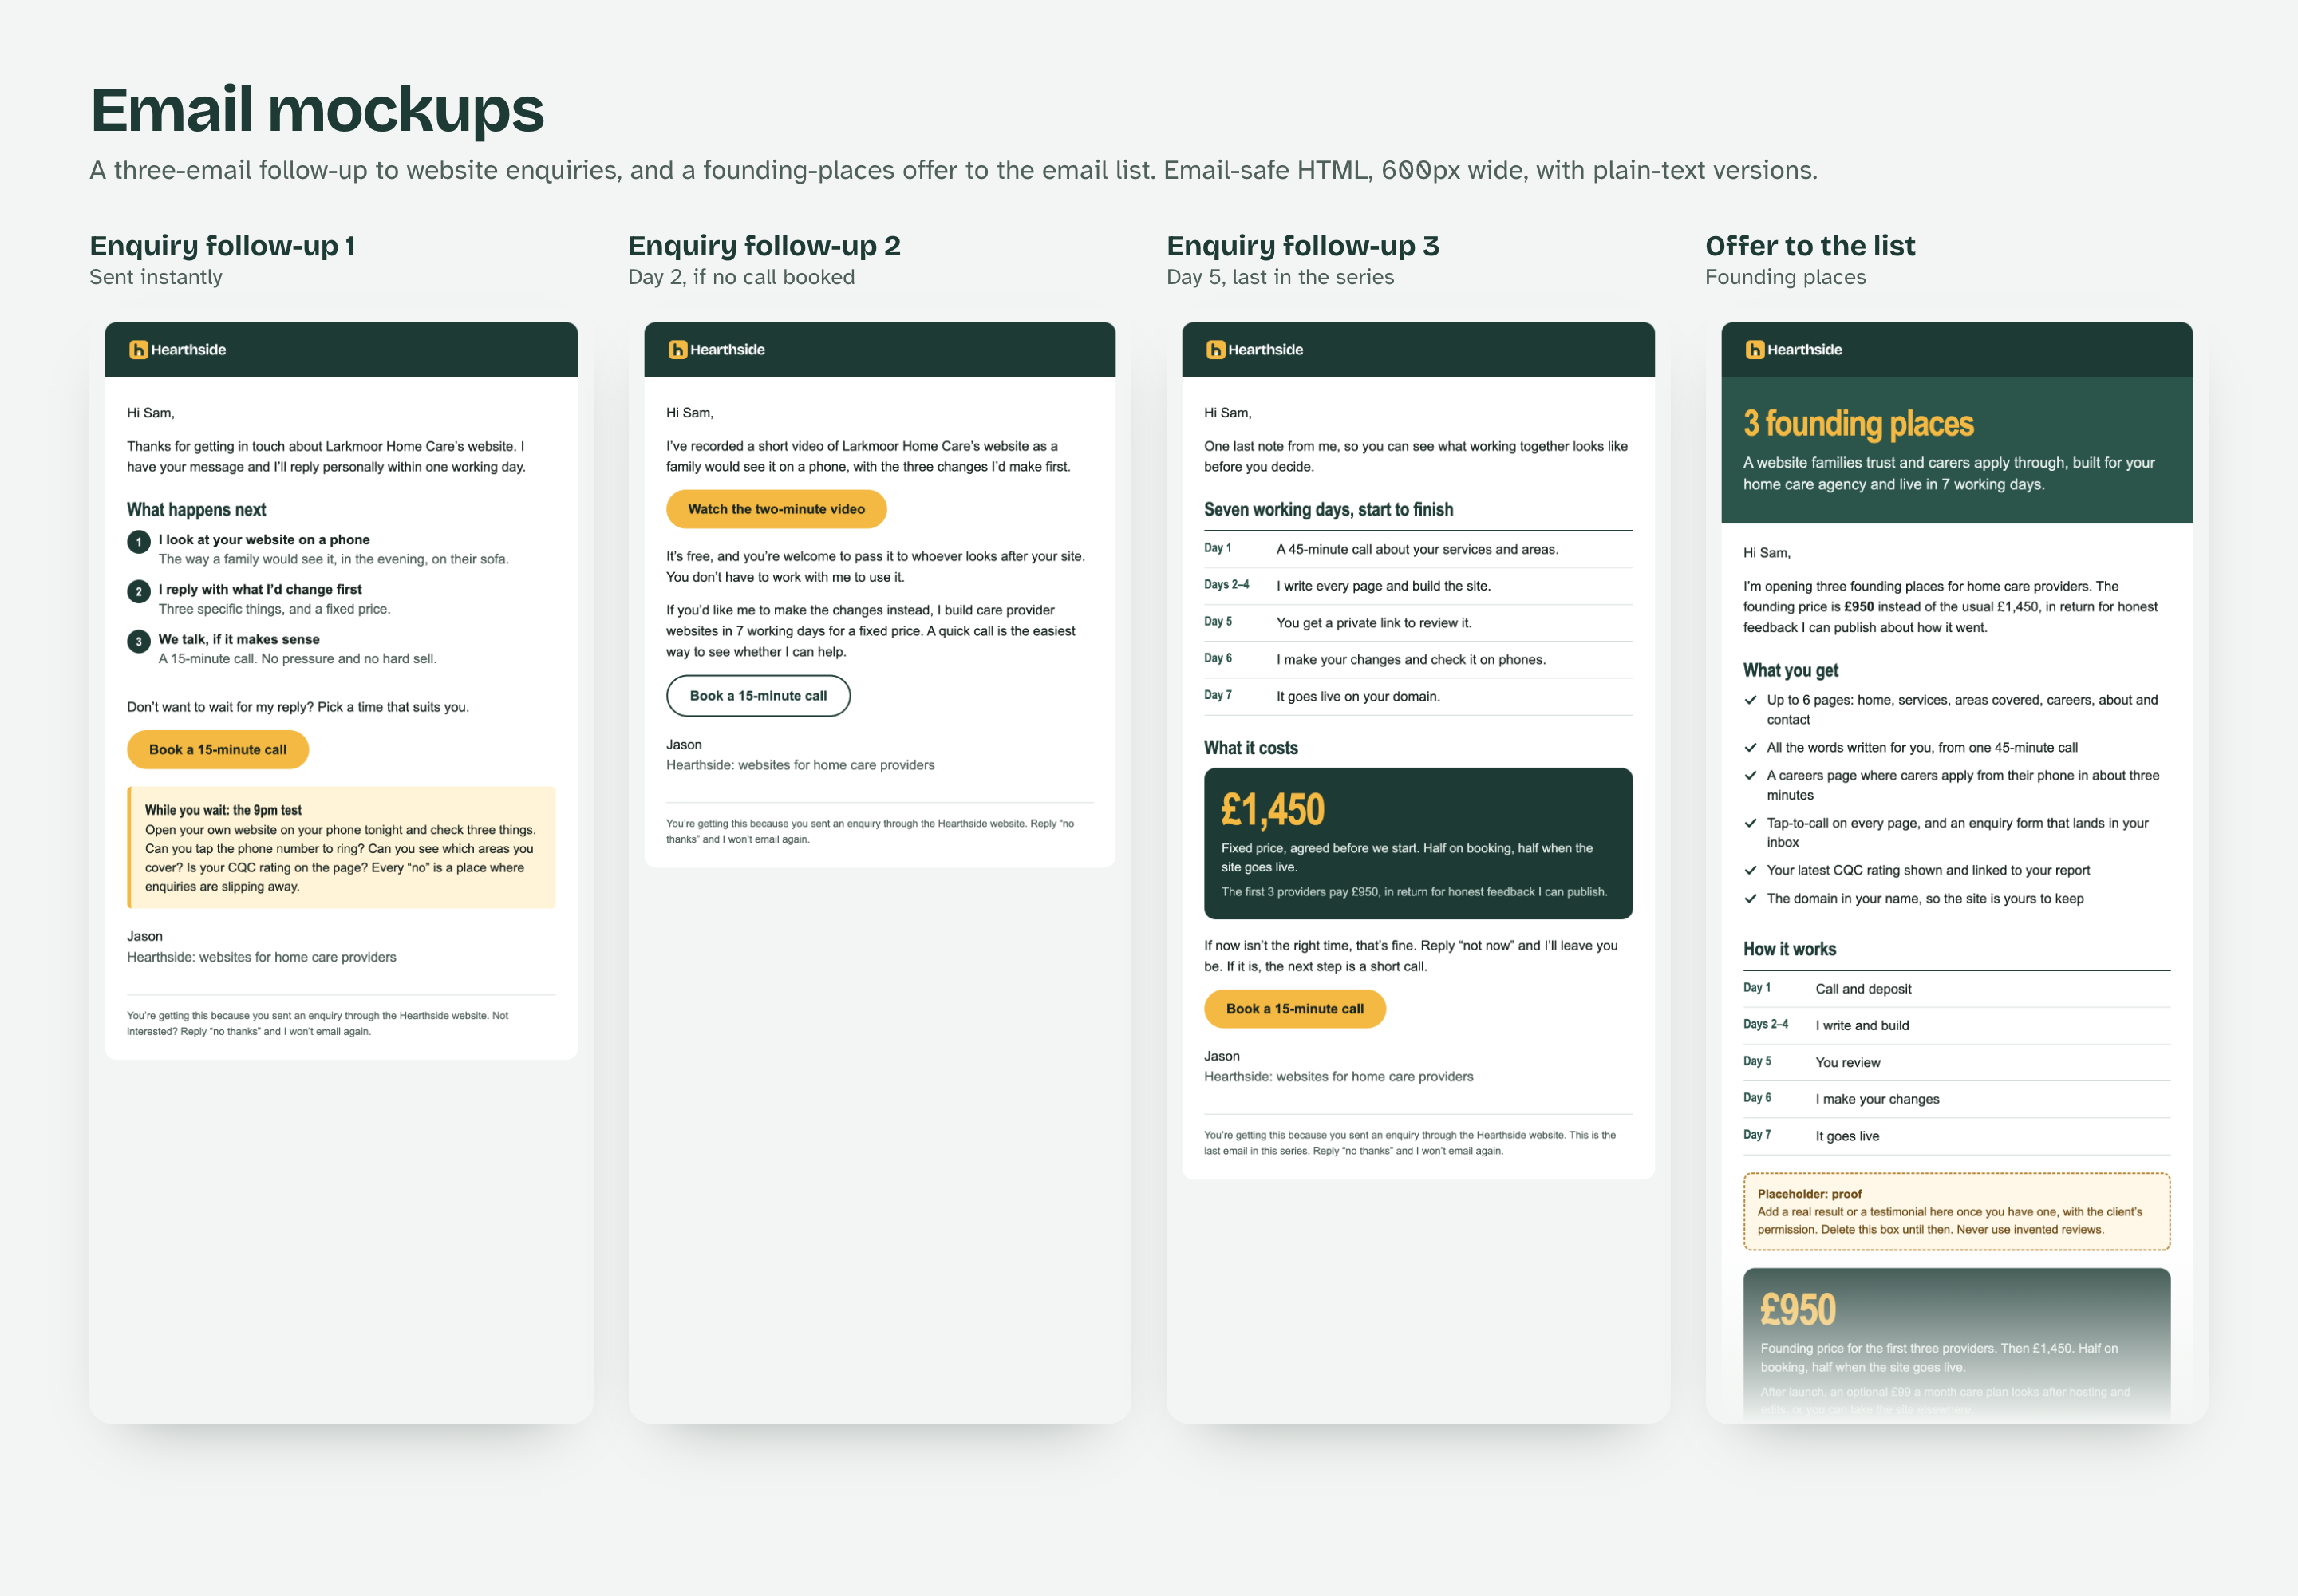 Email mockups
A three-email follow-up to website enquiries, and a founding-places offer to the email list. Email-safe HTML, 600px wide, with plain-text versions.
Enquiry follow-up 1
Sent instantly
h Hearthside
Hi Sam,
Thanks for getting in touch about Larkmoor Home Care’s website. I
have your message and I’ll reply personally within one working day.
What happens next
1 I look at your website on a phone
The way a family would see it, in the evening, on their sofa.
2 I reply with what I’d change first
Three specific things, and a fixed price.
3 We talk, if it makes sense
A 15-minute call. No pressure and no hard sell.
Don’t want to wait for my reply? Pick a time that suits you.
Book a 15-minute call
While you wait: the 9pm test
Open your own website on your phone tonight and check three things.
Can you tap the phone number to ring? Can you see which areas you
cover? Is your CQC rating on the page? Every “no” is a place where
enquiries are slipping away.
Jason
Hearthside: websites for home care providers
You’re getting this because you sent an enquiry through the Hearthside website. Not
interested? Reply “no thanks” and I won’t email again.
Enquiry follow-up 2
Day 2, if no call booked
h Hearthside
Hi Sam,
I’ve recorded a short video of Larkmoor Home Care’s website as a
family would see it on a phone, with the three changes I’d make first.
Watch the two-minute video
It’s free, and you’re welcome to pass it to whoever looks after your site.
You don’t have to work with me to use it.
If you’d like me to make the changes instead, I build care provider
websites in 7 working days for a fixed price. A quick call is the easiest
way to see whether I can help.
Book a 15-minute call
Jason
Hearthside: websites for home care providers
You’re getting this because you sent an enquiry through the Hearthside website. Reply “no
thanks” and I won’t email again.
Enquiry follow-up 3
Day 5, last in the series
h Hearthside
Hi Sam,
One last note from me, so you can see what working together looks like
before you decide.
Seven working days, start to finish
Day 1 A 45-minute call about your services and areas.
Days 2–4 I write every page and build the site.
Day 5 You get a private link to review it.
Day 6 I make your changes and check it on phones.
Day 7 It goes live on your domain.
What it costs
£1,450
Fixed price, agreed before we start. Half on booking, half when the
site goes live.
The first 3 providers pay £950, in return for honest feedback I can publish.
If now isn’t the right time, that’s fine. Reply “not now” and I’ll leave you
be. If it is, the next step is a short call.
Book a 15-minute call
Jason
Hearthside: websites for home care providers
You’re getting this because you sent an enquiry through the Hearthside website. This is the
last email in this series. Reply “no thanks” and I won’t email again.
Offer to the list
Founding places
h Hearthside
3 founding places
A website families trust and carers apply through, built for your
home care agency and live in 7 working days.
Hi Sam,
I’m opening three founding places for home care providers. The
founding price is £950 instead of the usual £1,450, in return for honest
feedback I can publish about how it went.
What you get
Up to 6 pages: home, services, areas covered, careers, about and
contact
All the words written for you, from one 45-minute call
A careers page where carers apply from their phone in about three
minutes
Tap-to-call on every page, and an enquiry form that lands in your
inbox
Your latest CQC rating shown and linked to your report
The domain in your name, so the site is yours to keep
How it works
Day 1 Call and deposit
Days 2–4 I write and build
Day 5 You review
Day 6 I make your changes
Day 7 It goes live
Placeholder: proof
Add a real result or a testimonial here once you have one, with the client’s
permission. Delete this box until then. Never use invented reviews.
£950
Founding price for the first three providers. Then £1,450. Half on
booking, half when the site goes live.
After launch, an optional £99 a month care plan looks after hosting and
edits, or you can take the site elsewhere.